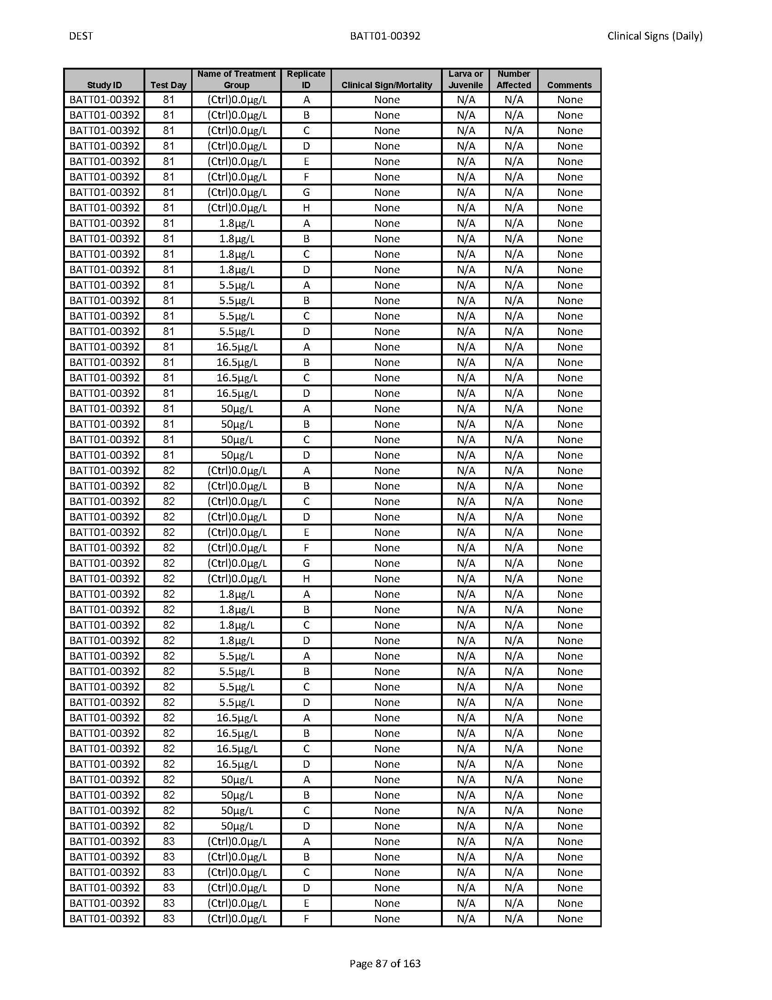 DEST BATT01-00392 Clinical Signs (Daily)
Study ID Test Day Name of Treatment Group Replicate ID Clinical Sign/Mortality Larva or Juvenile Number Affected Comments
BATT01-00392 81 (Ctrl)0.0µg/L A None N/A N/A None
BATT01-00392 81 (Ctrl)0.0µg/L B None N/A N/A None
BATT01-00392 81 (Ctrl)0.0µg/L C None N/A N/A None
BATT01-00392 81 (Ctrl)0.0µg/L D None N/A N/A None
BATT01-00392 81 (Ctrl)0.0µg/L E None N/A N/A None
BATT01-00392 81 (Ctrl)0.0µg/L F None N/A N/A None
BATT01-00392 81 (Ctrl)0.0µg/L G None N/A N/A None
BATT01-00392 81 (Ctrl)0.0µg/L H None N/A N/A None
BATT01-00392 81 1.8µg/L A None N/A N/A None
BATT01-00392 81 1.8µg/L B None N/A N/A None
BATT01-00392 81 1.8µg/L C None N/A N/A None
BATT01-00392 81 1.8µg/L D None N/A N/A None
BATT01-00392 81 5.5µg/L A None N/A N/A None
BATT01-00392 81 5.5µg/L B None N/A N/A None
BATT01-00392 81 5.5µg/L C None N/A N/A None
BATT01-00392 81 5.5µg/L D None N/A N/A None
BATT01-00392 81 16.5µg/L A None N/A N/A None
BATT01-00392 81 16.5µg/L B None N/A N/A None
BATT01-00392 81 16.5µg/L C None N/A N/A None
BATT01-00392 81 16.5µg/L D None N/A N/A None
BATT01-00392 81 50µg/L A None N/A N/A None
BATT01-00392 81 50µg/L B None N/A N/A None
BATT01-00392 81 50µg/L C None N/A N/A None
BATT01-00392 81 50µg/L D None N/A N/A None
BATT01-00392 82 (Ctrl)0.0µg/L A None N/A N/A None
BATT01-00392 82 (Ctrl)0.0µg/L B None N/A N/A None
BATT01-00392 82 (Ctrl)0.0µg/L C None N/A N/A None
BATT01-00392 82 (Ctrl)0.0µg/L D None N/A N/A None
BATT01-00392 82 (Ctrl)0.0µg/L E None N/A N/A None
BATT01-00392 82 (Ctrl)0.0µg/L F None N/A N/A None
BATT01-00392 82 (Ctrl)0.0µg/L G None N/A N/A None
BATT01-00392 82 (Ctrl)0.0µg/L H None N/A N/A None
BATT01-00392 82 1.8µg/L A None N/A N/A None
BATT01-00392 82 1.8µg/L B None N/A N/A None
BATT01-00392 82 1.8µg/L C None N/A N/A None
BATT01-00392 82 1.8µg/L D None N/A N/A None
BATT01-00392 82 5.5µg/L A None N/A N/A None
BATT01-00392 82 5.5µg/L B None N/A N/A None
BATT01-00392 82 5.5µg/L C None N/A N/A None
BATT01-00392 82 5.5µg/L D None N/A N/A None
BATT01-00392 82 16.5µg/L A None N/A N/A None
BATT01-00392 82 16.5µg/L B None N/A N/A None
BATT01-00392 82 16.5µg/L C None N/A N/A None
BATT01-00392 82 16.5µg/L D None N/A N/A None
BATT01-00392 82 50µg/L A None N/A N/A None
BATT01-00392 82 50µg/L B None N/A N/A None
BATT01-00392 82 50µg/L C None N/A N/A None
BATT01-00392 82 50µg/L D None N/A N/A None
BATT01-00392 83 (Ctrl)0.0µg/L A None N/A N/A None
BATT01-00392 83 (Ctrl)0.0µg/L B None N/A N/A None
BATT01-00392 83 (Ctrl)0.0µg/L C None N/A N/A None
BATT01-00392 83 (Ctrl)0.0µg/L D None N/A N/A None
BATT01-00392 83 (Ctrl)0.0µg/L E None N/A N/A None
BATT01-00392 83 (Ctrl)0.0µg/L F None N/A N/A None
Page 87 of 163